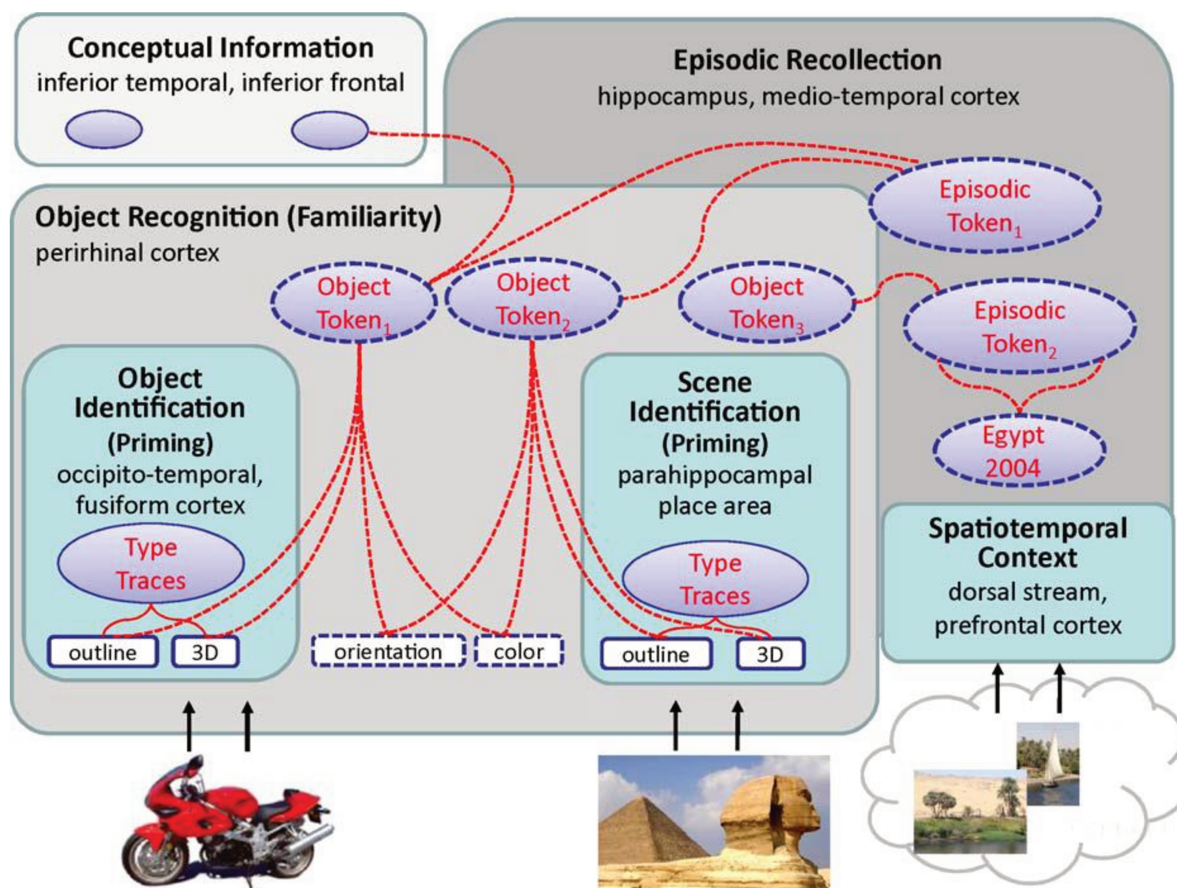 Conceptual Information
inferior temporal, inferior frontal
Episodic Recollection
hippocampus, medio-temporal cortex
Episodic
Token₁
Object Recognition (Familiarity)
perirhinal cortex
Object
Token₁
Object
Token₂
Object
Token₃
Episodic
Token₂
Egypt
2004
Object
Identification
(Priming)
occipito-temporal,
fusiform cortex
Type
Traces
outline
3D
orientation
color
Scene
Identification
(Priming)
parahippocampal
place area
Type
Traces
outline
3D
Spatiotemporal
Context
dorsal stream,
prefrontal cortex